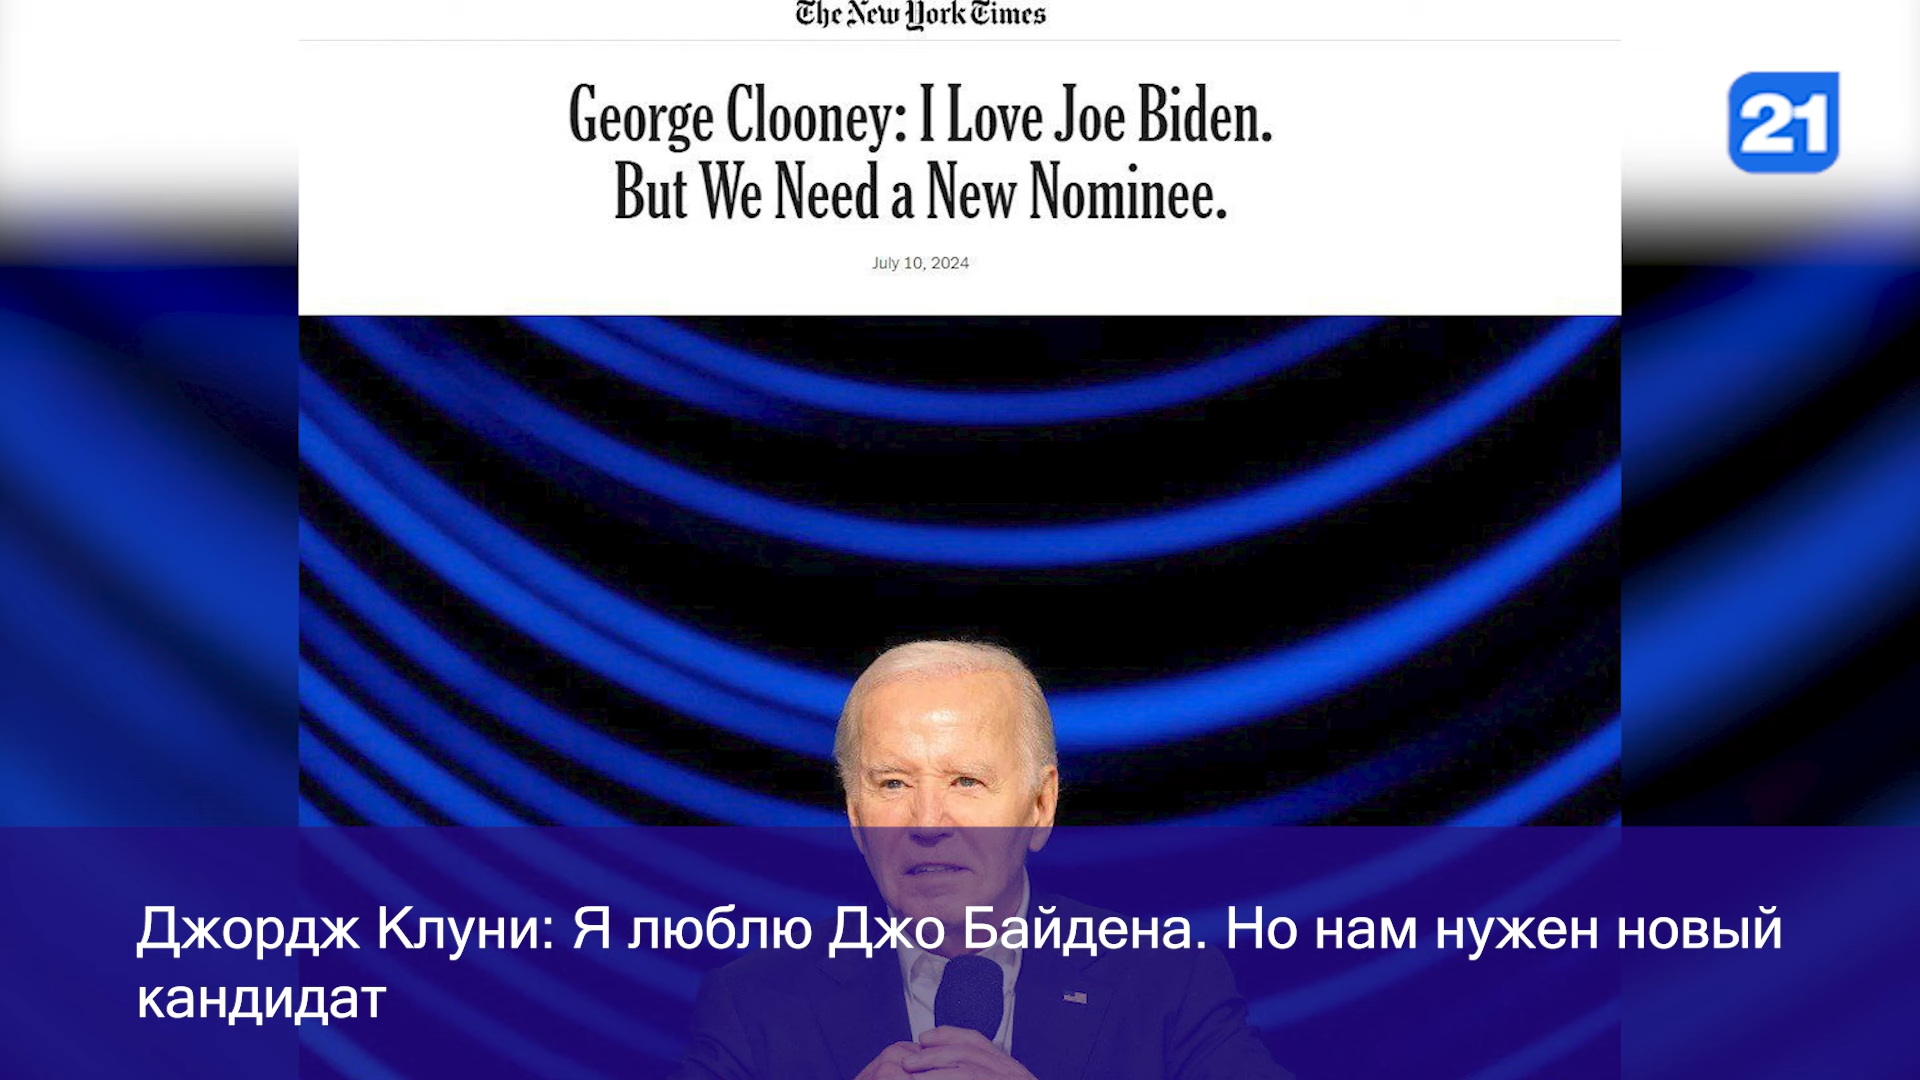 The New York Times
George Clooney: I Love Joe Biden.
But We Need a New Nominee.
July 10, 2024
21
Джордж Клуни: Я люблю Джо Байдена. Но нам нужен новый
кандидат